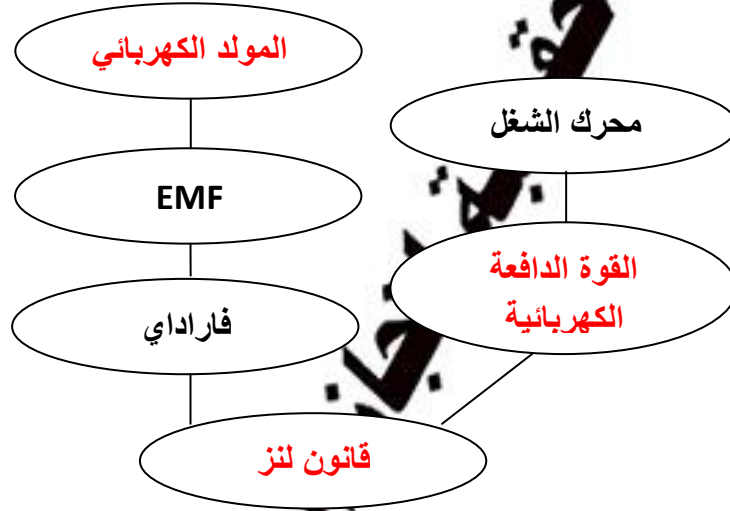 المولد الكهربائي
محرك الشغل
EMF
القوة الدافعة
الكهربائية
فاراداي
قانون لنز